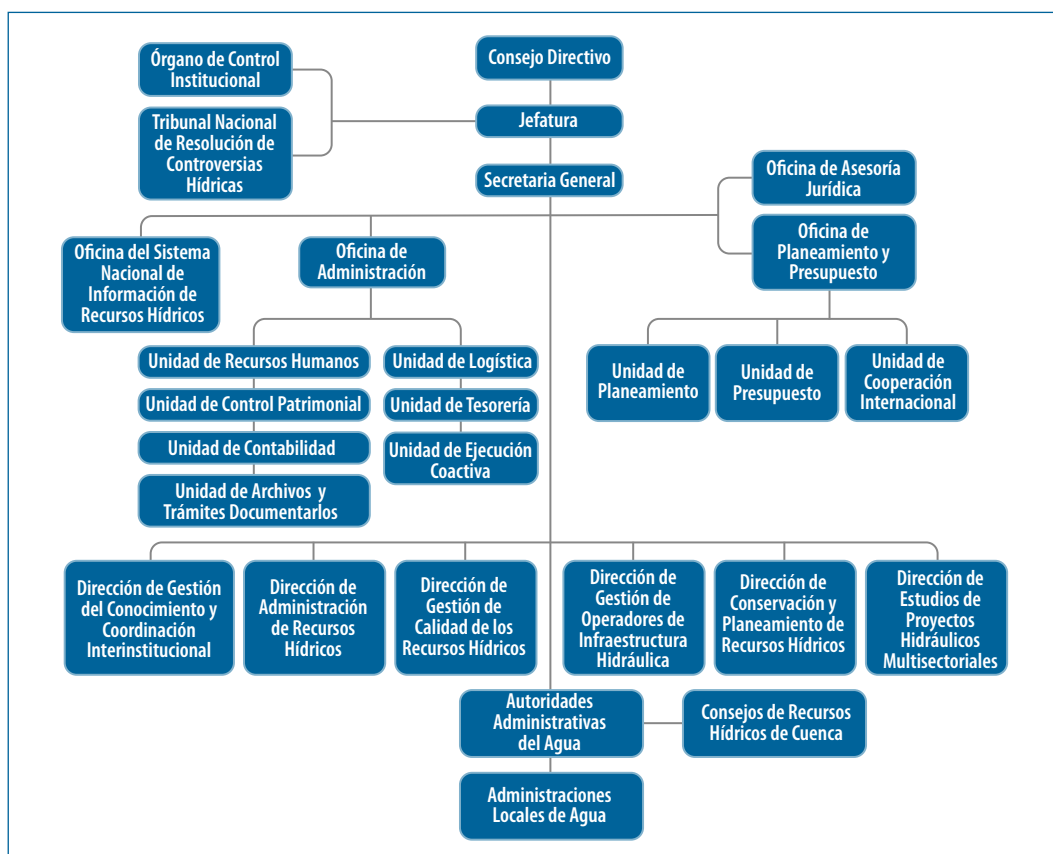 Órgano de Control
Institucional
Consejo Directivo
Tribunal Nacional
de Resolución de
Controversias
Hídricas
Jefatura
Secretaria General
Oficina de Asesoría
Jurídica
Oficina de
Planeamiento y
Presupuesto
Oficina del Sistema
Nacional de
Información de
Recursos Hídricos
Oficina de
Administración
Unidad de Recursos Humanos
Unidad de Control Patrimonial
Unidad de Contabilidad
Unidad de Archivos y
Trámites Documentarlos
Unidad de Logística
Unidad de Tesorería
Unidad de Ejecución
Coactiva
Unidad de
Planeamiento
Unidad de
Presupuesto
Unidad de
Cooperación
Internacional
Dirección de Gestión
del Conocimiento y
Coordinación
Interinstitucional
Dirección de
Administración
de Recursos
Hídricos
Dirección de
Gestión de
Calidad de los
Recursos Hídricos
Dirección de
Gestión de
Operadores de
Infraestructura
Hidráulica
Dirección de
Conservación y
Planeamiento de
Recursos Hídricos
Dirección de
Estudios de
Proyectos
Hidráulicos
Multisectoriales
Autoridades
Administrativas
del Agua
Consejos de Recursos
Hídricos de Cuenca
Administraciones
Locales de Agua